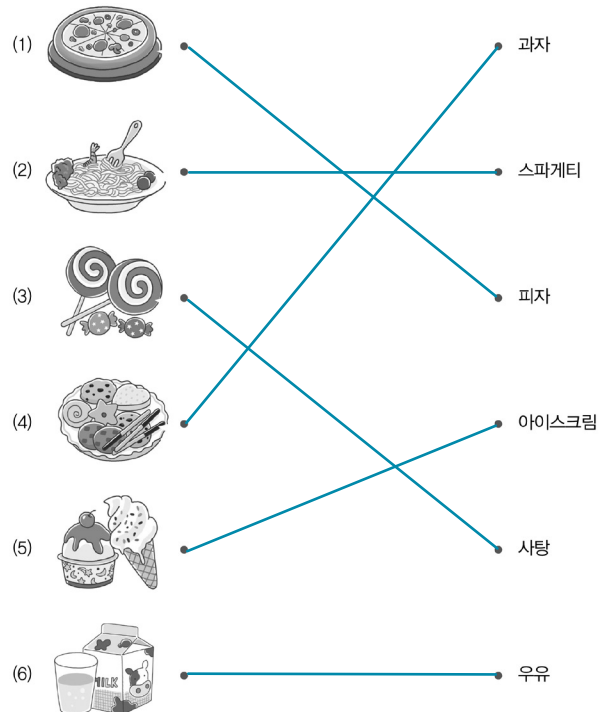 (1) 과자
(2) 스파게티
(3) 피자
(4) 아이스크림
(5) 사탕
(6) MILK 우유